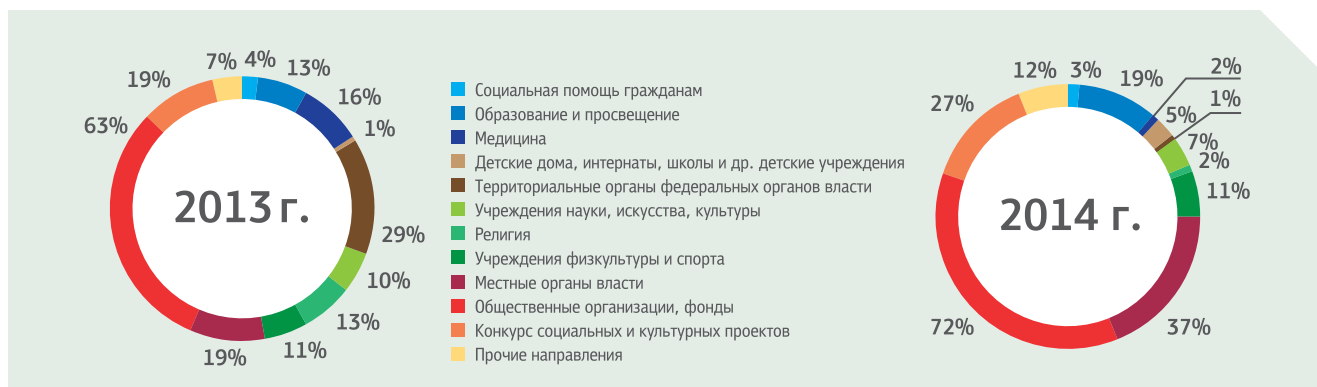 7%
4%
13%
16%
1%
29%
10%
13%
11%
19%
63%
19%
2013 г.
Социальная помощь гражданам
Образование и просвещение
Медицина
Детские дома, интернаты, школы и др. детские учреждения
Территориальные органы федеральных органов власти
Учреждения науки, искусства, культуры
Религия
Учреждения физкультуры и спорта
Местные органы власти
Общественные организации, фонды
Конкурс социальных и культурных проектов
Прочие направления
12%
3%
19%
2%
5%
1%
7%
2%
11%
37%
72%
27%
2014 г.